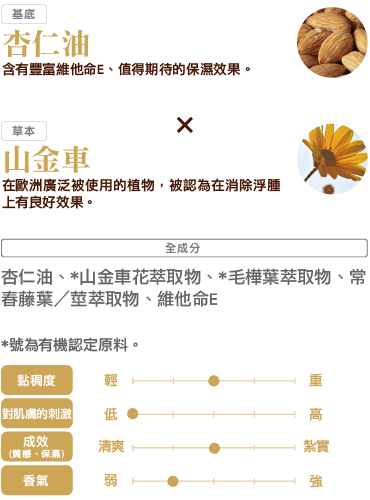 基底
杏仁油
含有豐富維他命E、值得期待的保濕效果。
×
草本
山金車
在歐洲廣泛被使用的植物，被認為在消除浮腫
上有良好效果。
全成分
杏仁油、*山金車花萃取物、*毛樺葉萃取物、常
春藤葉／莖萃取物、維他命E
*號為有機認定原料。
黏稠度 輕 重
對肌膚的刺激 低 高
成效 清爽 紮實
(質感、保濕)
香氣 弱 強